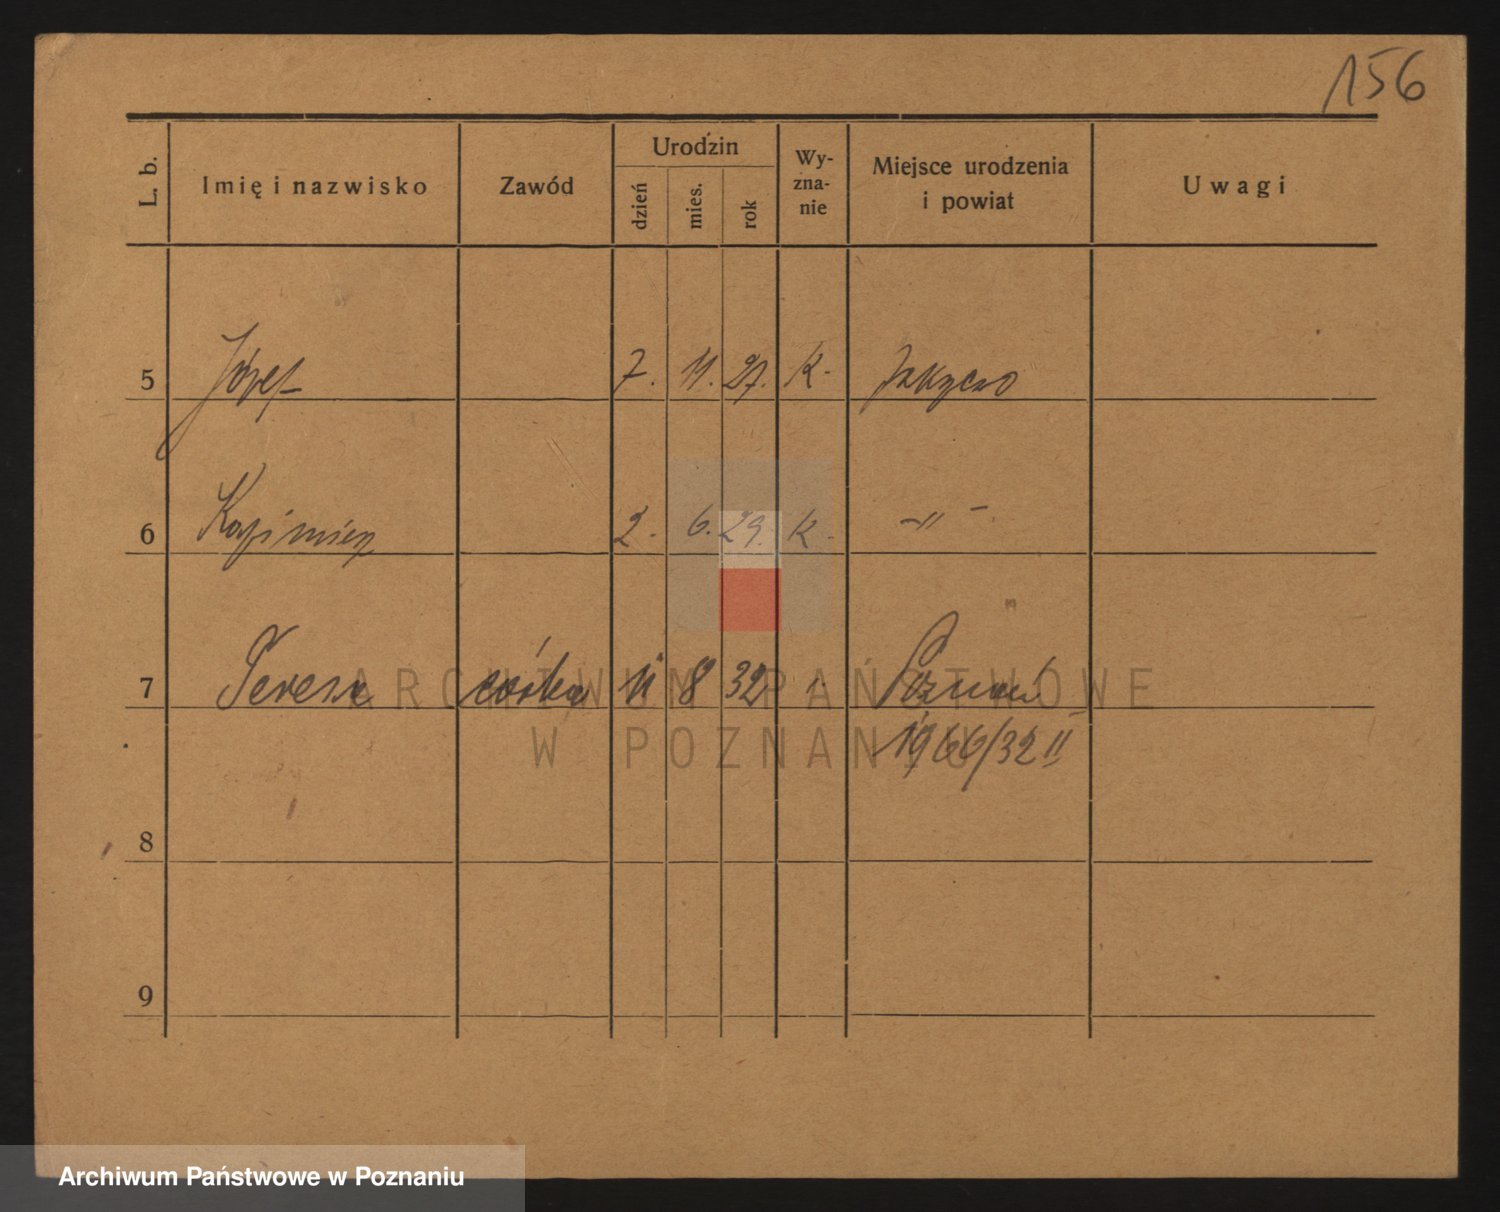 156
L. b. Imię i nazwisko Zawód Urodzin dzień mies. rok Wy-zna-nie Miejsce urodzenia i powiat Uwagi
5 Józef 7. 11. 27. K.
6 Kazimierz 2. 6. 29. K. -"-
7 Teresa córka 11 8 32 Poznań
1966/32 II
8
9
ARCHIWUM PAŃSTWOWE
W POZNANIU
Archiwum Państwowe w Poznaniu